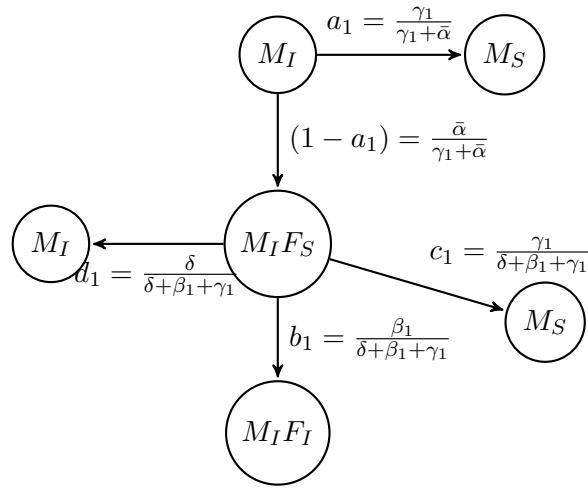 $a_1 = \frac{\gamma_1}{\gamma_1 + \bar{\alpha}}$
$M_I$ $M_S$
$(1 - a_1) = \frac{\bar{\alpha}}{\gamma_1 + \bar{\alpha}}$
$M_I$ $M_I F_S$ $c_1 = \frac{\gamma_1}{\delta + \beta_1 + \gamma_1}$
$d_1 = \frac{\delta}{\delta + \beta_1 + \gamma_1}$
$M_S$
$b_1 = \frac{\beta_1}{\delta + \beta_1 + \gamma_1}$
$M_I F_I$